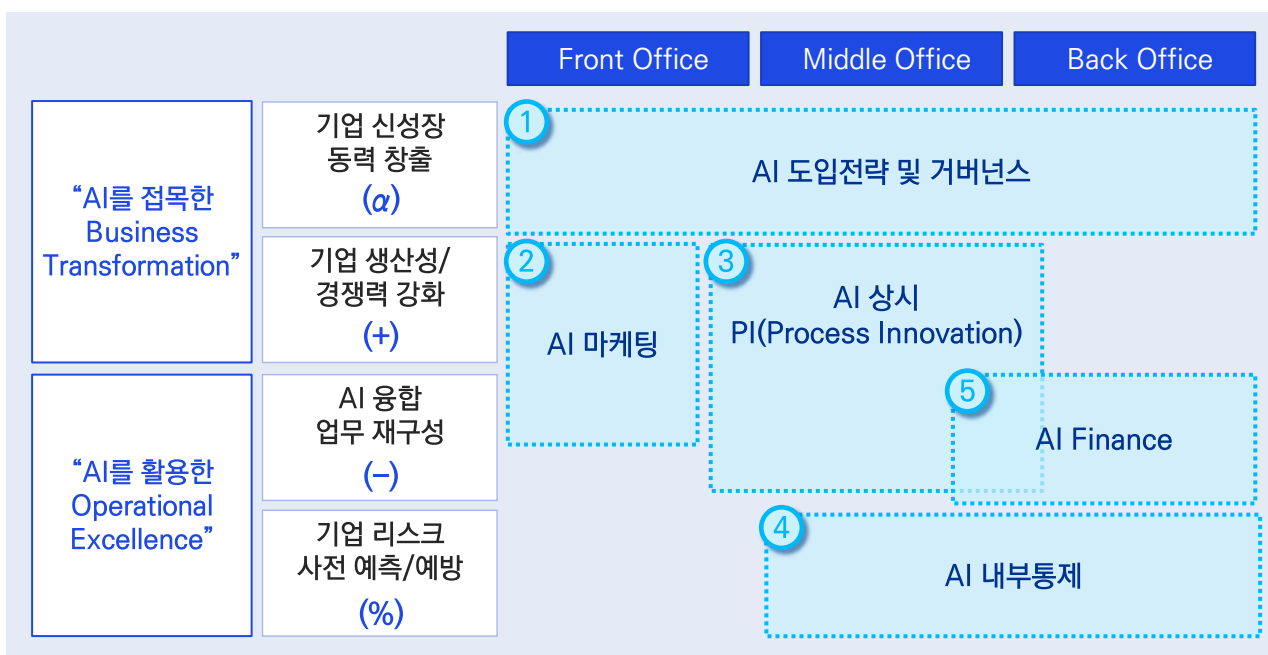 Front Office
Middle Office
Back Office
“AI를 접목한
Business
Transformation”
기업 신성장
동력 창출
(α)
1
AI 도입전략 및 거버넌스
기업 생산성/
경쟁력 강화
(+)
2
AI 마케팅
3
AI 상시
PI(Process Innovation)
“AI를 활용한
Operational
Excellence”
AI 융합
업무 재구성
(–)
5
AI Finance
기업 리스크
사전 예측/예방
(%)
4
AI 내부통제